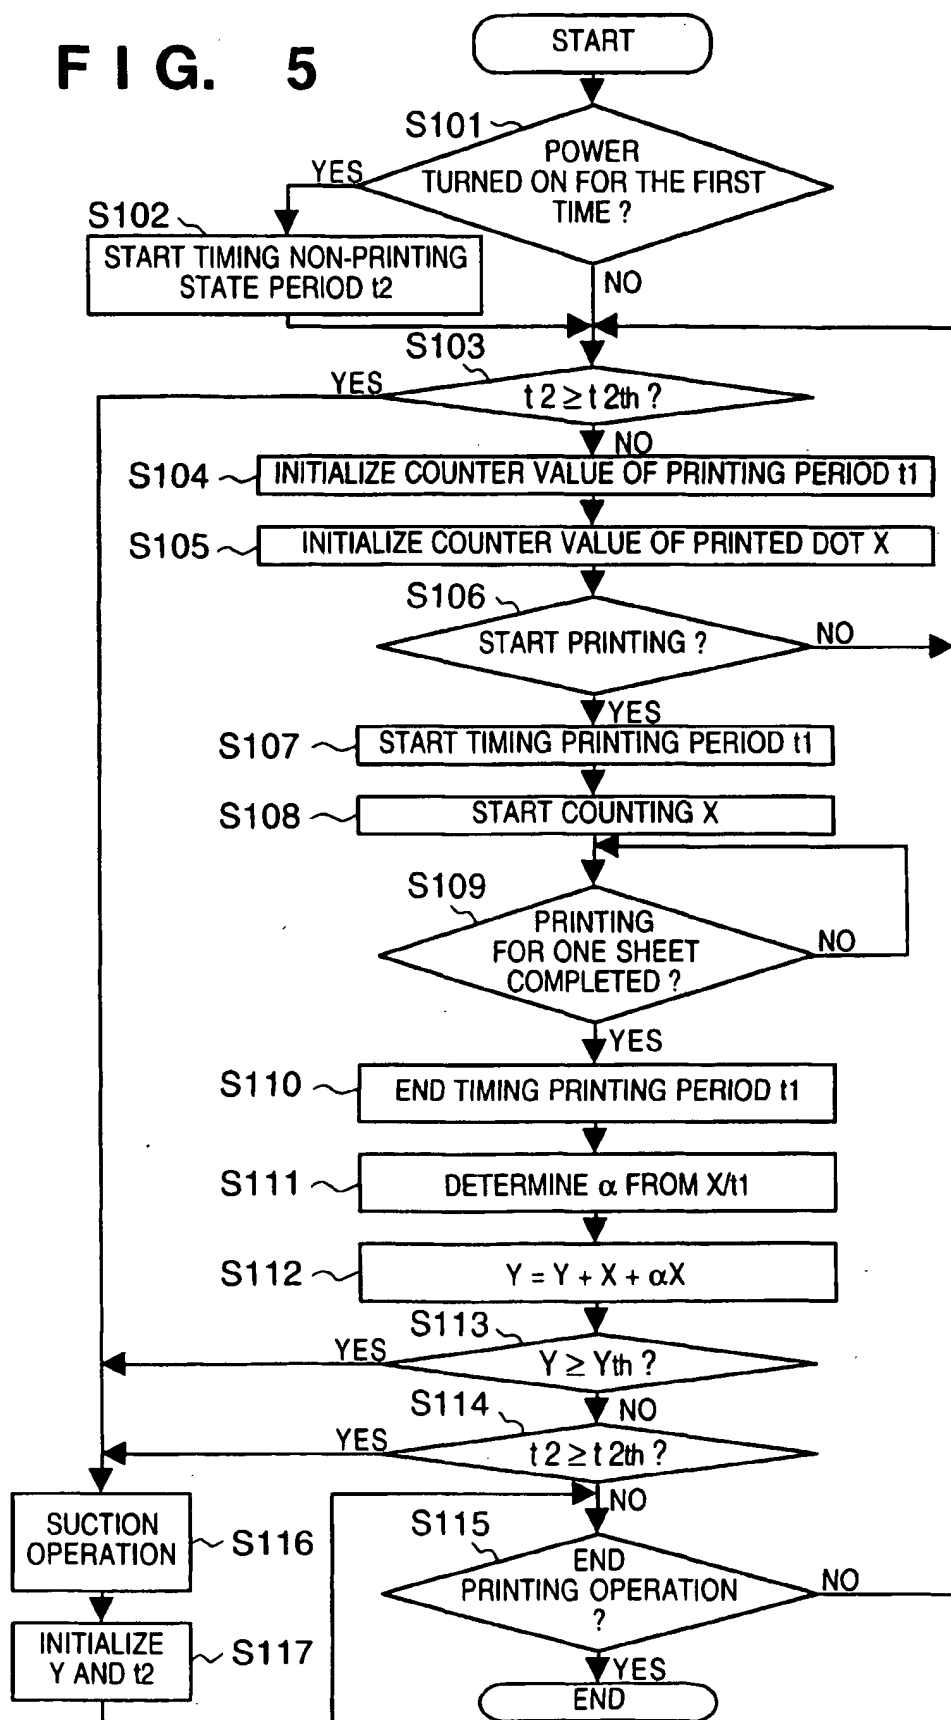 FIG. 5
START
S101
POWER
TURNED ON FOR THE FIRST
TIME ?
YES
NO
S102
START TIMING NON-PRINTING
STATE PERIOD t2
S103
YES
t2 ≥ t2th ?
NO
S104
INITIALIZE COUNTER VALUE OF PRINTING PERIOD t1
S105
INITIALIZE COUNTER VALUE OF PRINTED DOT X
S106
START PRINTING ?
NO
YES
S107
START TIMING PRINTING PERIOD t1
S108
START COUNTING X
S109
PRINTING
FOR ONE SHEET
COMPLETED ?
NO
YES
S110
END TIMING PRINTING PERIOD t1
S111
DETERMINE α FROM X/t1
S112
Y = Y + X + αX
S113
YES
Y ≥ Yth ?
NO
S114
YES
t2 ≥ t2th ?
NO
S115
END
PRINTING OPERATION
?
NO
YES
SUCTION
OPERATION
S116
INITIALIZE
Y AND t2
S117
END